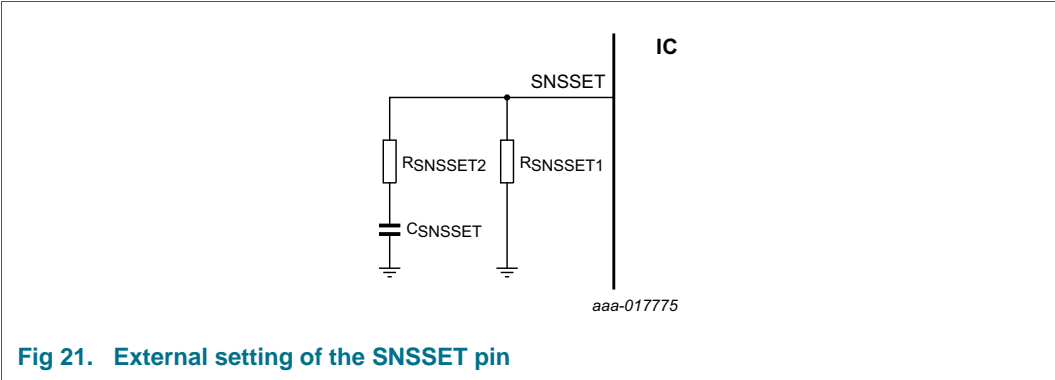 IC
SNSSET
RSNSSET2
RSNSSET1
CSNSSET
aaa-017775
Fig 21. External setting of the SNSSET pin